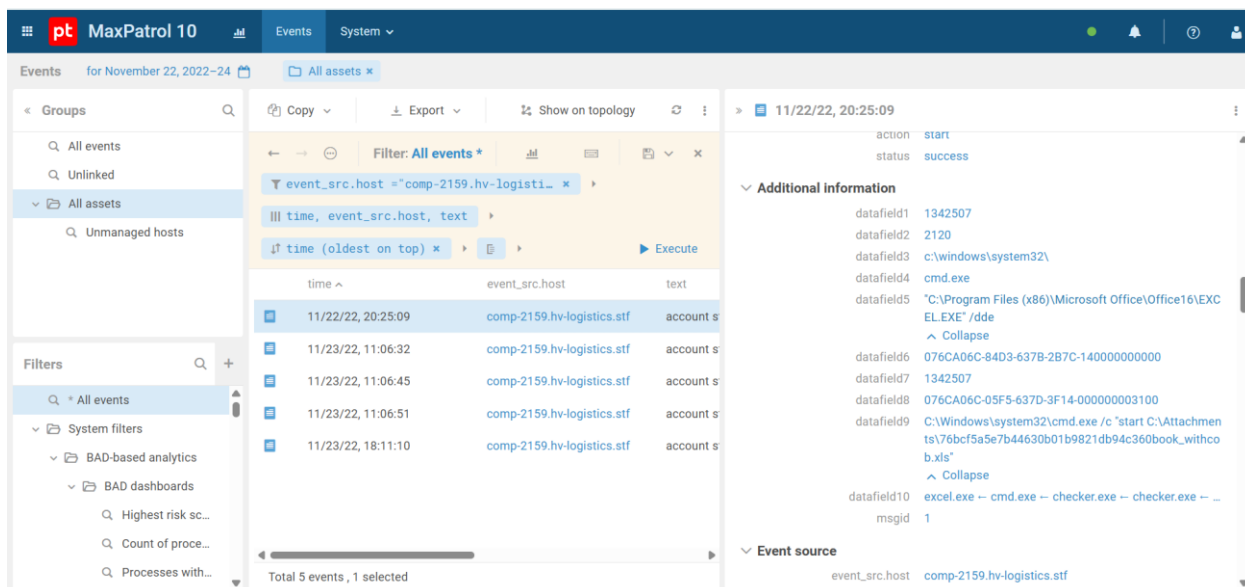 pt MaxPatrol 10 Events System
Events for November 22, 2022–24 All assets ×
« Groups
All events
Unlinked
All assets
Unmanaged hosts
Filters +
* All events
System filters
BAD-based analytics
BAD dashboards
Highest risk sc...
Count of proce...
Processes with...
Copy Export Show on topology
Filter: All events *
event_src.host ="comp-2159.hv-logisti… ×
time, event_src.host, text
time (oldest on top) × Execute
time event_src.host text
11/22/22, 20:25:09 comp-2159.hv-logistics.stf account s
11/23/22, 11:06:32 comp-2159.hv-logistics.stf account s
11/23/22, 11:06:45 comp-2159.hv-logistics.stf account s
11/23/22, 11:06:51 comp-2159.hv-logistics.stf account s
11/23/22, 18:11:10 comp-2159.hv-logistics.stf account s
Total 5 events , 1 selected
» 11/22/22, 20:25:09
action start
status success
Additional information
datafield1 1342507
datafield2 2120
datafield3 c:\windows\system32\
datafield4 cmd.exe
datafield5 "C:\Program Files (x86)\Microsoft Office\Office16\EXC
EL.EXE" /dde
Collapse
datafield6 076CA06C-84D3-637B-2B7C-140000000000
datafield7 1342507
datafield8 076CA06C-05F5-637D-3F14-000000003100
datafield9 C:\Windows\system32\cmd.exe /c "start C:\Attachmen
ts\76bcf5a5e7b44630b01b9821db94c360book_withco
b.xls"
Collapse
datafield10 excel.exe ← cmd.exe ← checker.exe ← checker.exe ← …
msgid 1
Event source
event_src.host comp-2159.hv-logistics.stf